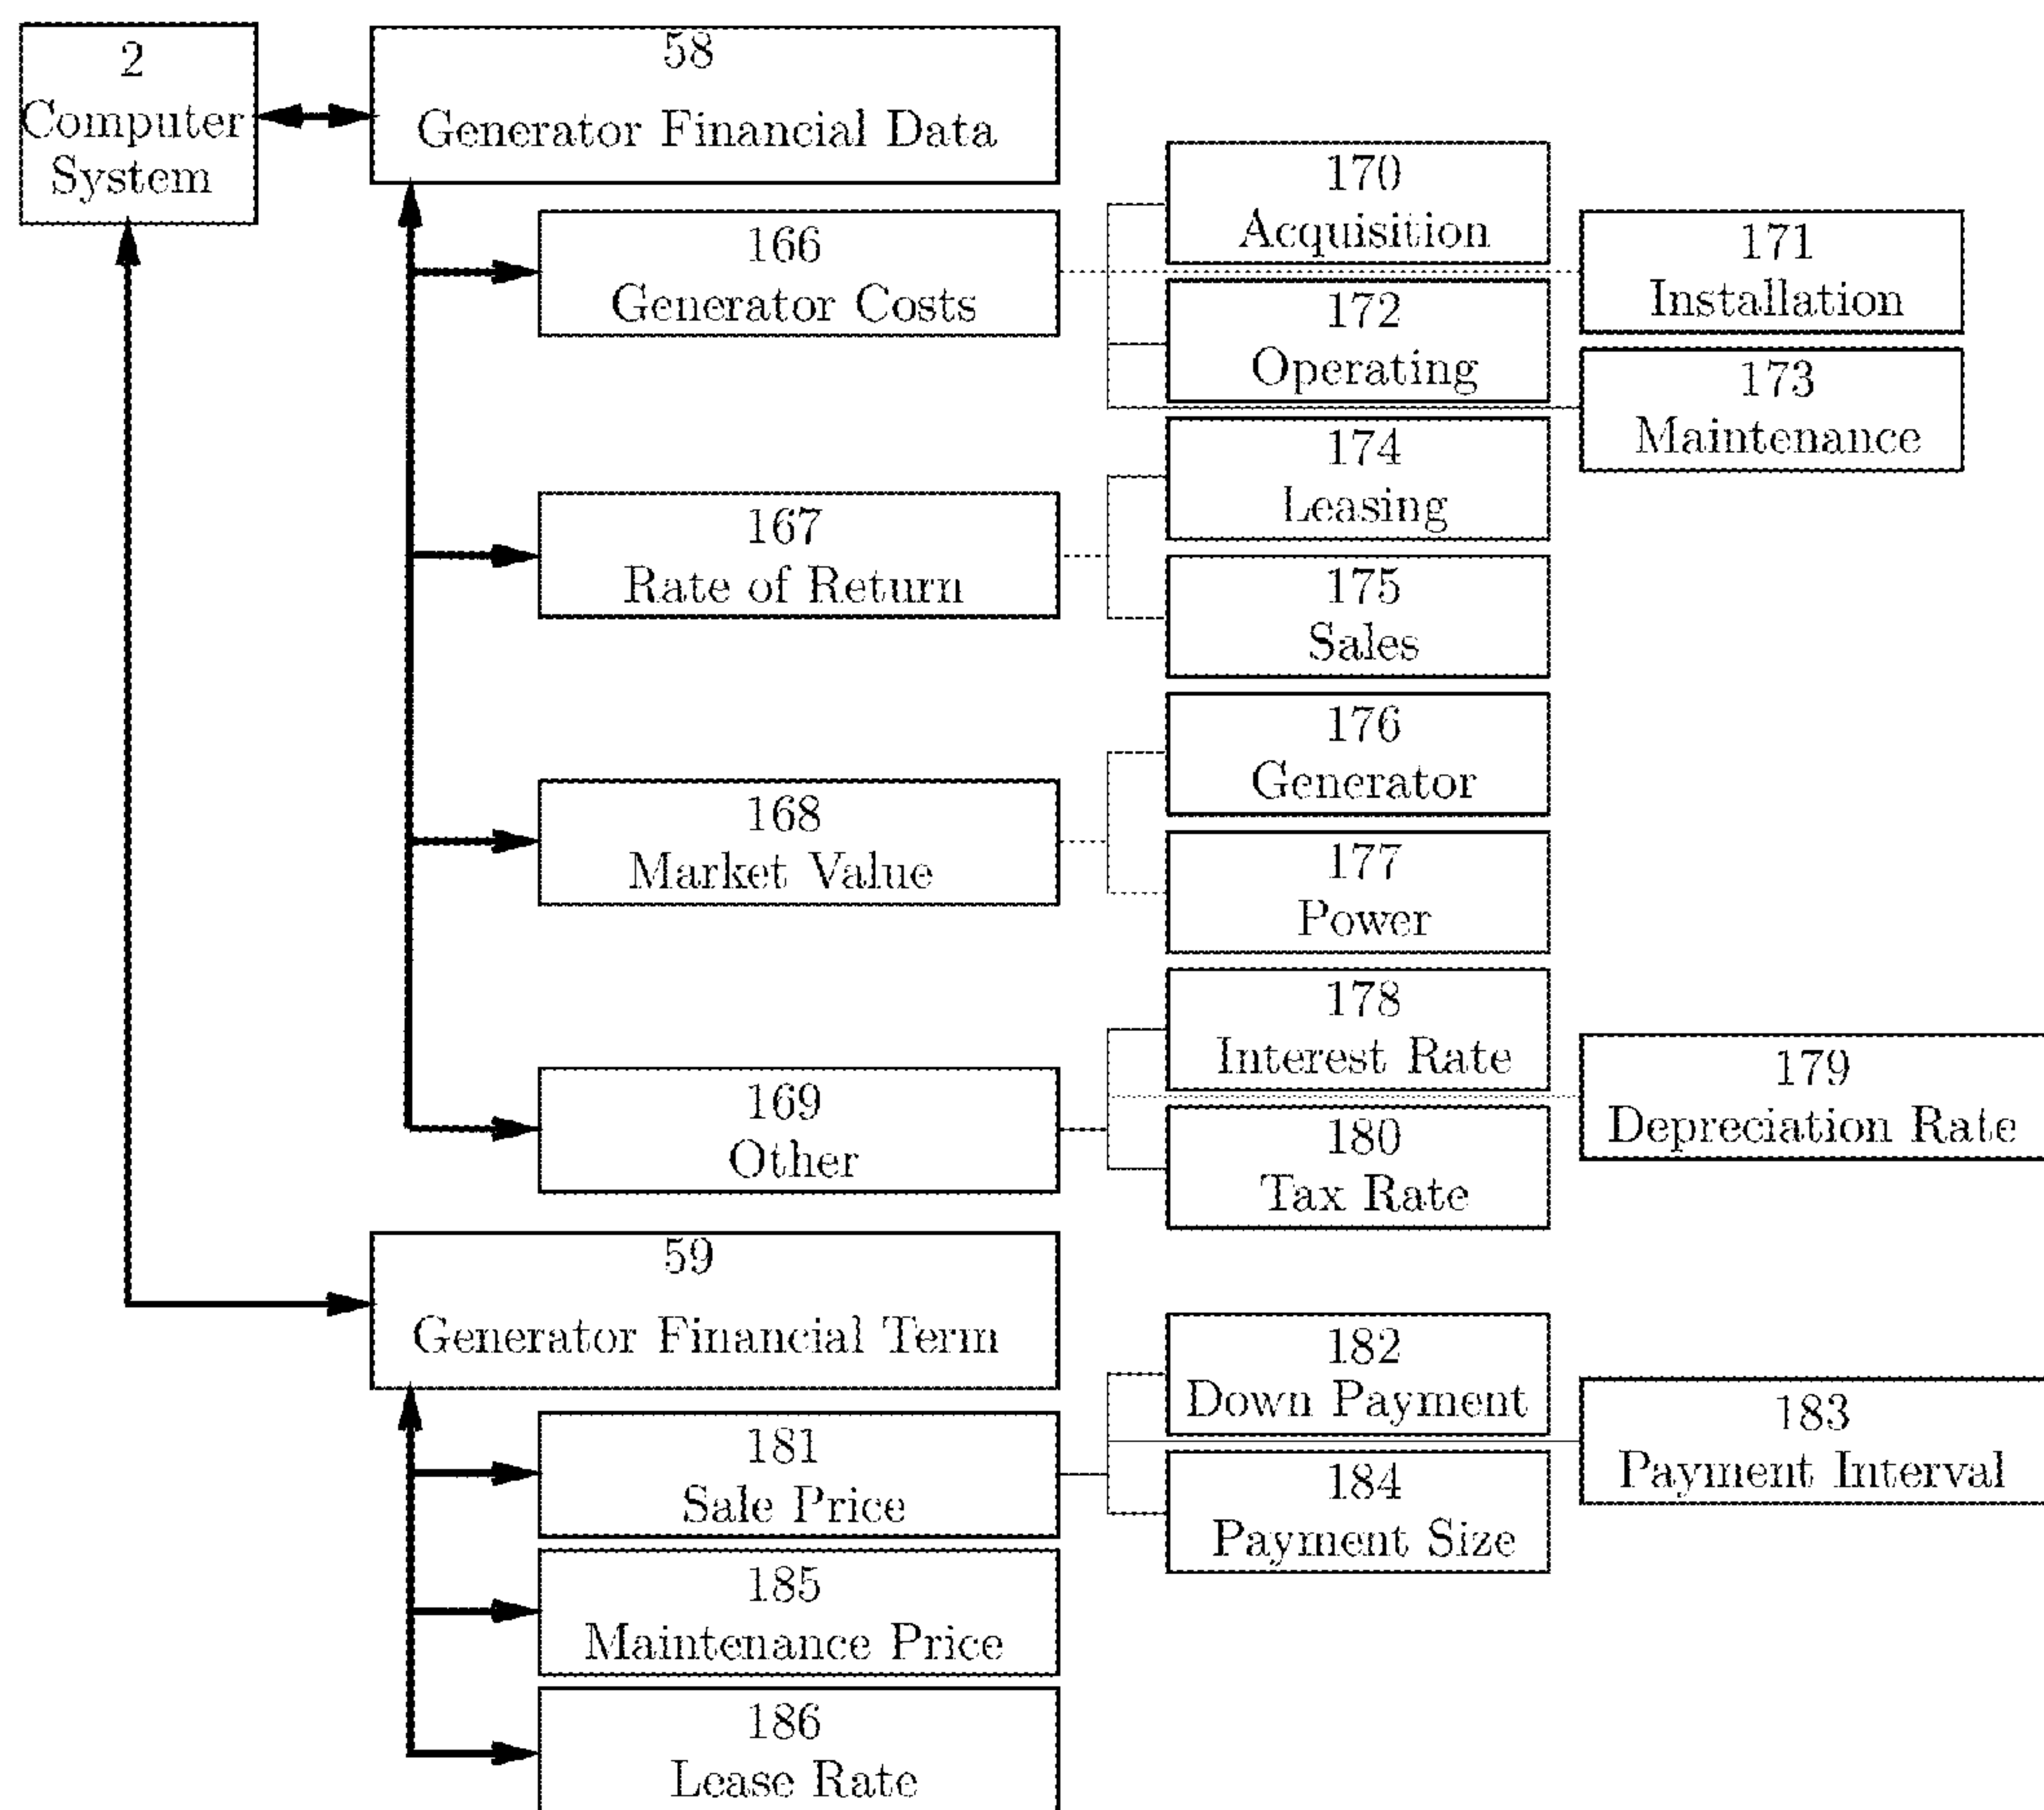 2
Computer
System
58
Generator Financial Data
166
Generator Costs
170
Acquisition
171
Installation
172
Operating
173
Maintenance
167
Rate of Return
174
Leasing
175
Sales
168
Market Value
176
Generator
177
Power
169
Other
178
Interest Rate
179
Depreciation Rate
180
Tax Rate
59
Generator Financial Term
181
Sale Price
182
Down Payment
183
Payment Interval
184
Payment Size
185
Maintenance Price
186
Lease Rate